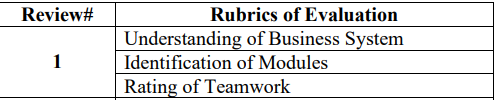 Review# Rubrics of Evaluation
Understanding of Business System
1 Identification of Modules
Rating of Teamwork